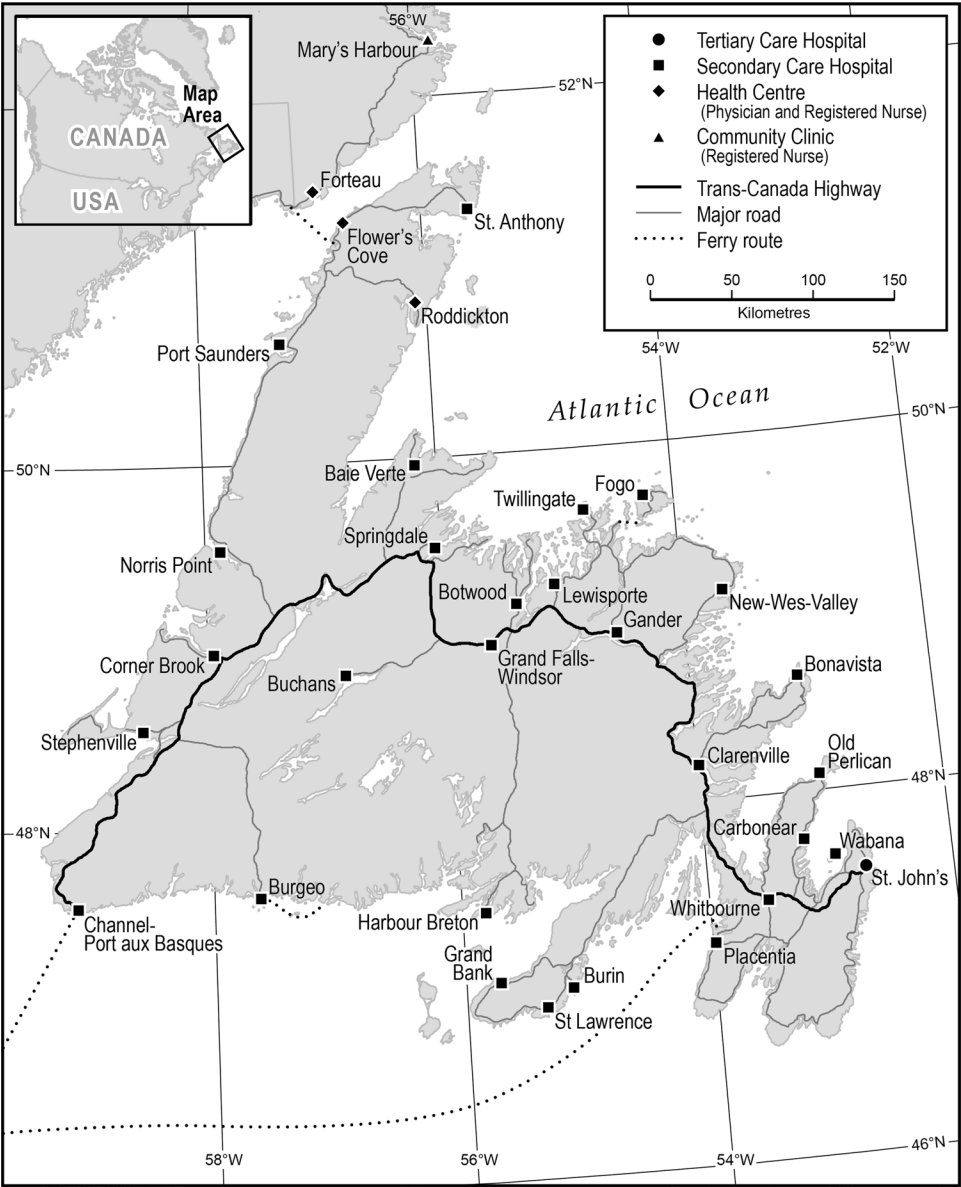 Map
Area
CANADA
USA
56°W
Mary's Harbour
52°N
Tertiary Care Hospital
Secondary Care Hospital
Health Centre
(Physician and Registered Nurse)
Community Clinic
(Registered Nurse)
Trans-Canada Highway
Major road
Ferry route
0 50 100 150
Kilometres
Forteau
St. Anthony
Flower's
Cove
Roddickton
Port Saunders
54°W
52°W
Atlantic Ocean
50°N
50°N
Baie Verte
Twillingate
Fogo
Springdale
Norris Point
Botwood
Lewisporte
New-Wes-Valley
Gander
Corner Brook
Grand Falls-
Windsor
Buchans
Bonavista
Stephenville
Clarenville
Old
Perlican
48°N
48°N
Carbonear
Wabana
St. John's
Burgeo
Whitbourne
Channel-
Port aux Basques
Harbour Breton
Placentia
Grand
Bank
Burin
St Lawrence
58°W
56°W
54°W
46°N